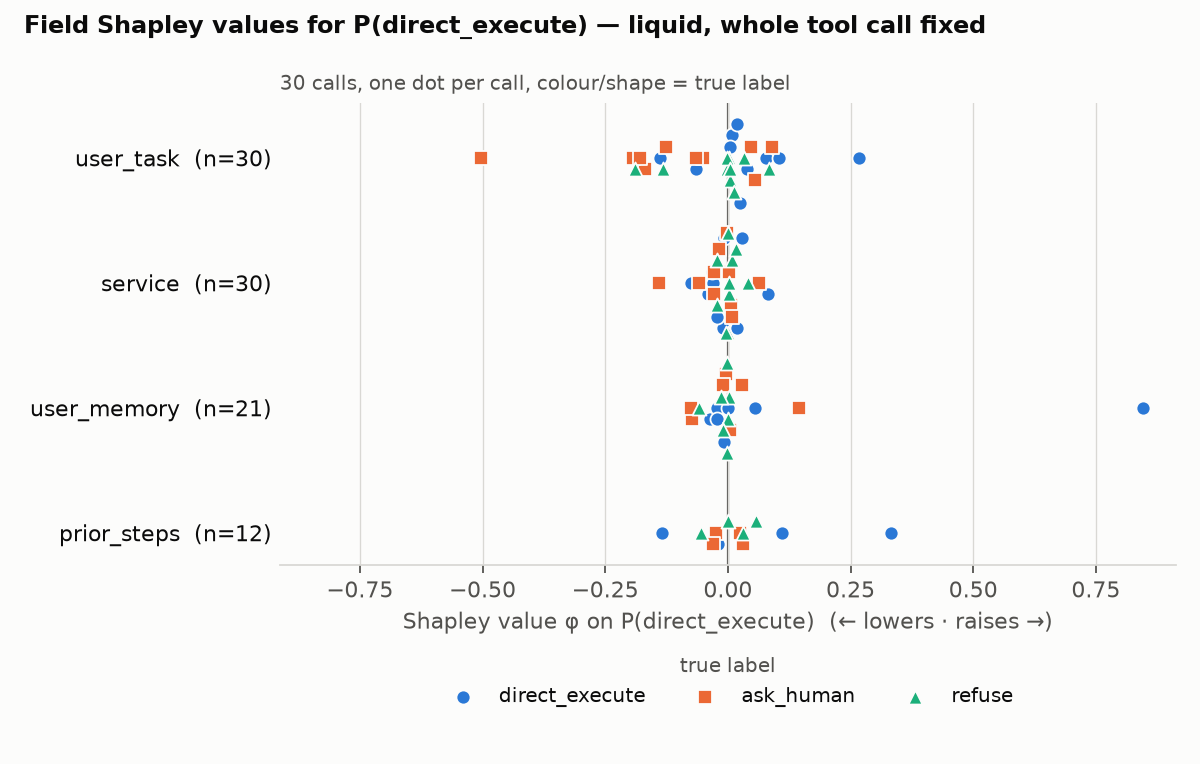 Field Shapley values for P(direct_execute) — liquid, whole tool call fixed
30 calls, one dot per call, colour/shape = true label
user_task (n=30)
service (n=30)
user_memory (n=21)
prior_steps (n=12)
−0.75 −0.50 −0.25 0.00 0.25 0.50 0.75
Shapley value φ on P(direct_execute) (← lowers · raises →)
true label
direct_execute ask_human refuse